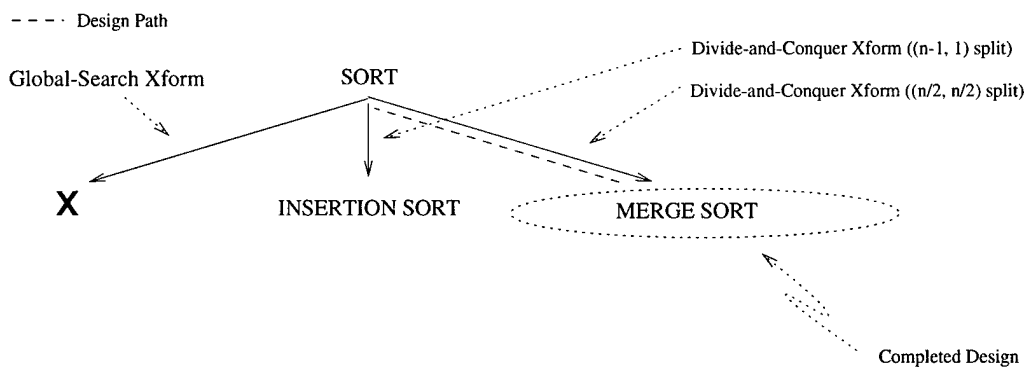 Design Path
Divide-and-Conquer Xform ((n-1, 1) split)
Global-Search Xform
SORT
Divide-and-Conquer Xform ((n/2, n/2) split)
X
INSERTION SORT
MERGE SORT
Completed Design